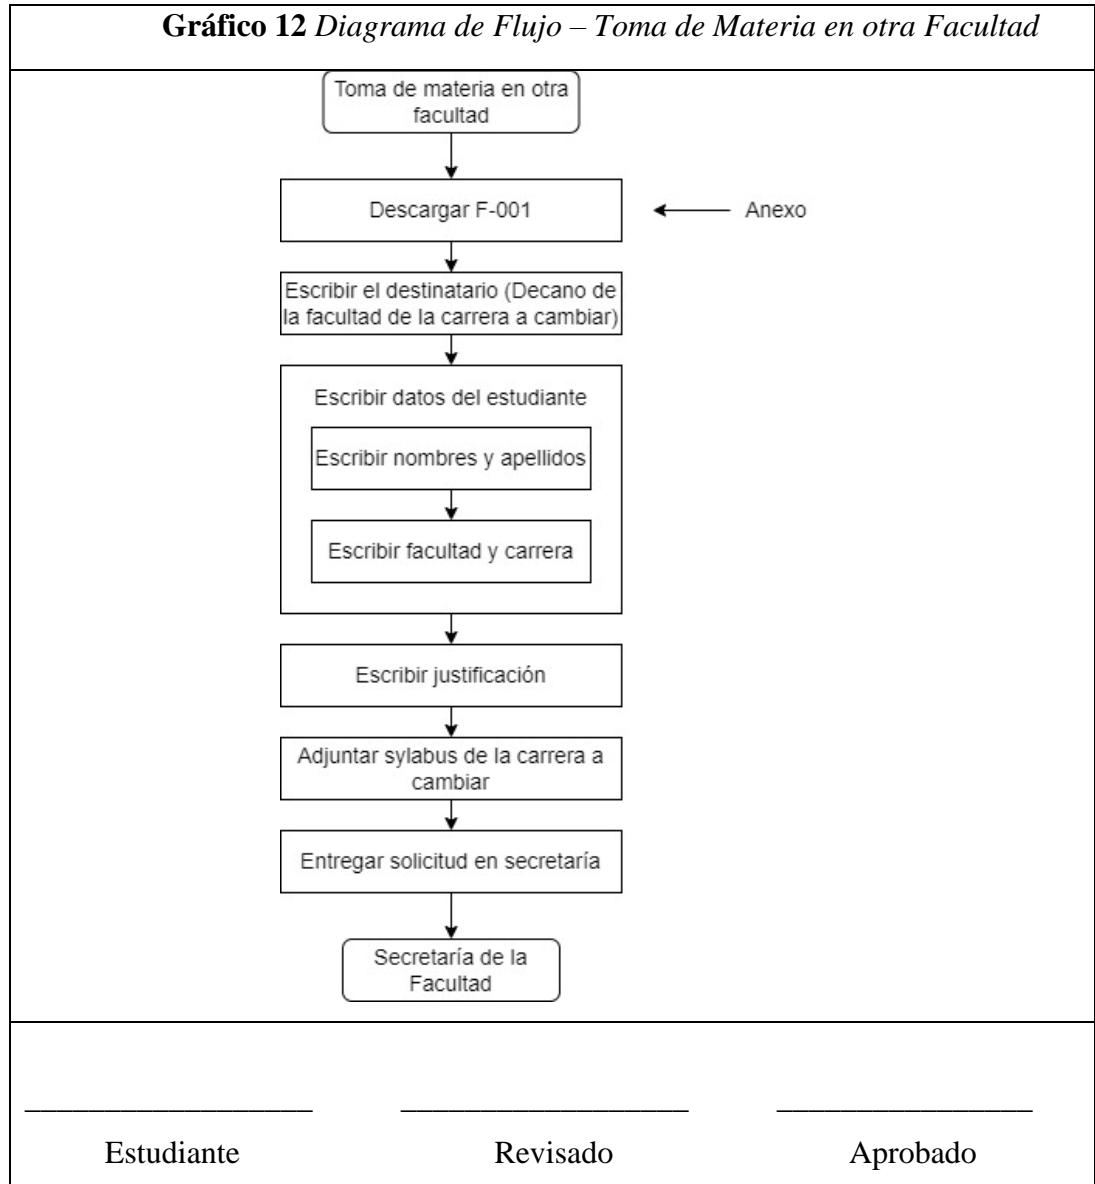 Gráfico 12 Diagrama de Flujo – Toma de Materia en otra Facultad
Toma de materia en otra
facultad
Descargar F-001
Anexo
Escribir el destinatario (Decano de
la facultad de la carrera a cambiar)
Escribir datos del estudiante
Escribir nombres y apellidos
Escribir facultad y carrera
Escribir justificación
Adjuntar sylabus de la carrera a
cambiar
Entregar solicitud en secretaría
Secretaría de la
Facultad
Estudiante
Revisado
Aprobado